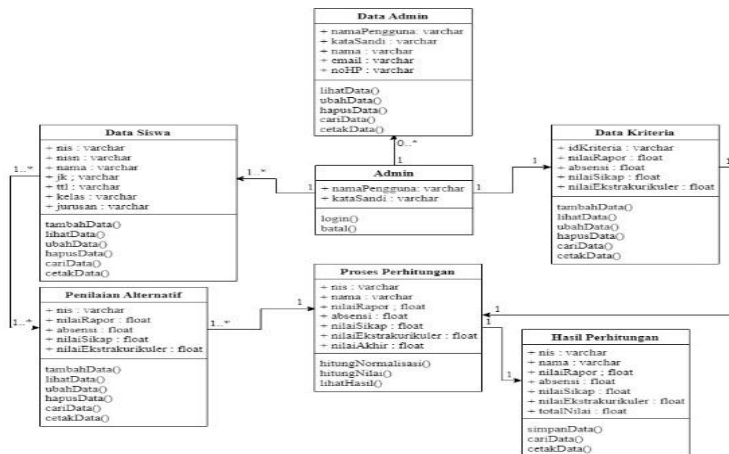 Data Admin
+ namaPengguna: varchar
+ kataSandi : varchar
+ nama : varchar
+ email : varchar
+ noHP : varchar
lihatData()
ubahData()
hapusData()
cariData()
cetakData()
0..*
1
Data Siswa
+ nis : varchar
+ nisn : varchar
+ nama : varchar
+ jk ; varchar
+ ttl : varchar
+ kelas : varchar
+ jurusan : varchar
tambahData()
lihatData()
ubahData()
hapusData()
cariData()
cetakData()
1..*
1..*
1
Admin
+ namaPengguna : varchar
+ kataSandi : varchar
login()
batal()
1
1
Data Kriteria
+ idKriteria : varchar
+ nilaiRapor : float
+ absensi : float
+ nilaiSikap : float
+ nilaiEkstrakurikuler : float
tambahData()
lihatData()
ubahData()
hapusData()
cariData()
cetakData()
1
1..*
Penilaian Alternatif
+ nis : varchar
+ nilaiRapor : float
+ absensi : float
+ nilaiSikap : float
+ nilaiEkstrakurikuler : float
tambahData()
lihatData()
ubahData()
hapusData()
cariData()
cetakData()
1..*
1
Proses Perhitungan
+ nis : varchar
+ nama : varchar
+ nilaiRapor ; float
+ absensi : float
+ nilaiSikap : float
+ nilaiEkstrakurikuler : float
+ nilaiAkhir : float
hitungNormalisasi()
hitungNilai()
lihatHasil()
1
1
1
Hasil Perhitungan
+ nis : varchar
+ nama : varchar
+ nilaiRapor ; float
+ absensi : float
+ nilaiSikap : float
+ nilaiEkstrakurikuler : float
+ totalNilai : float
simpanData()
cariData()
cetakData()